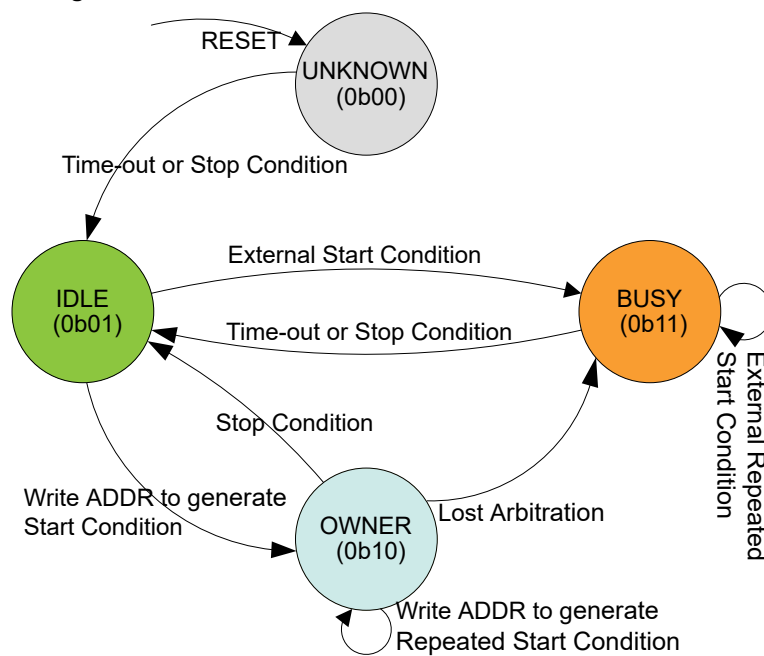 RESET
UNKNOWN
(0b00)
Time-out or Stop Condition
External Start Condition
IDLE
(0b01)
BUSY
(0b11)
Time-out or Stop Condition
External Repeated
Start Condition
Stop Condition
Write ADDR to generate
Start Condition
OWNER
(0b10)
Lost Arbitration
Write ADDR to generate
Repeated Start Condition